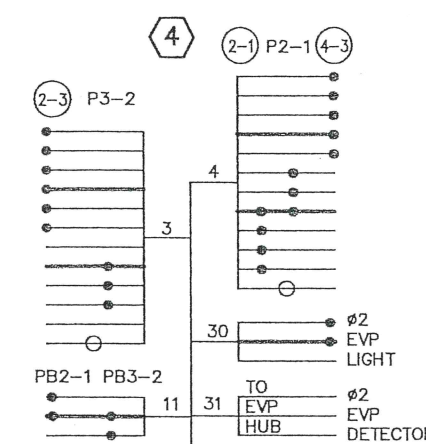 4
2-1 P2-1 4-3
2-3 P3-2
4
3
30
ø2
EVP
LIGHT
PB2-1 PB3-2
11
31
TO
EVP
HUB
ø2
EVP
DETECTOR